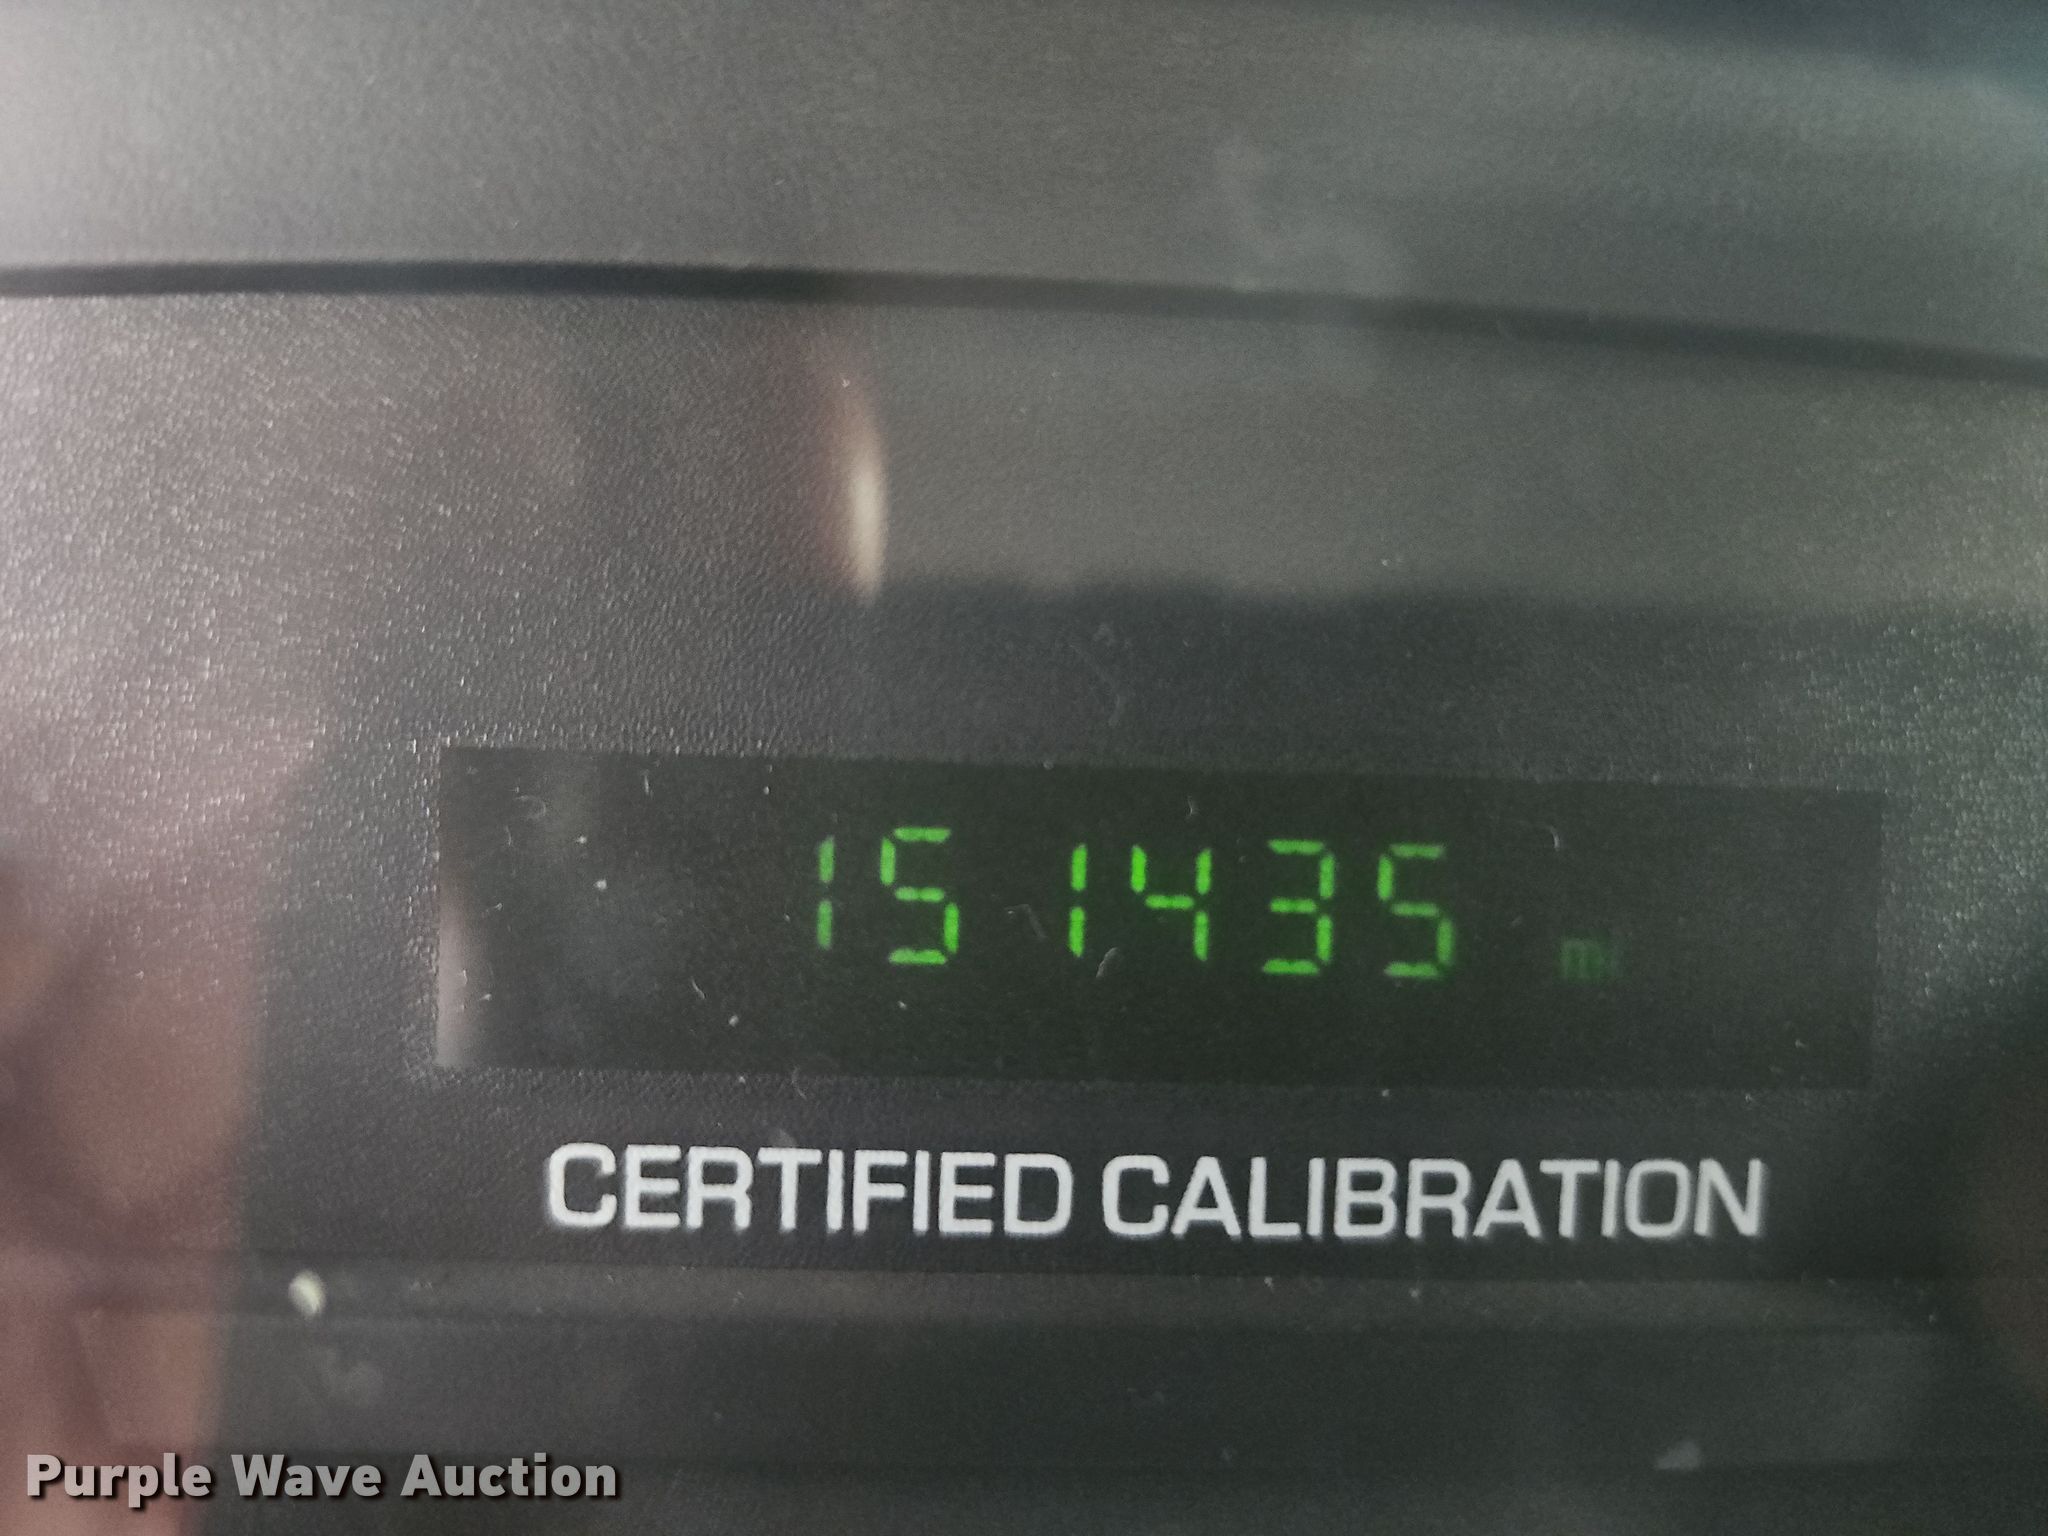 151435 mi
CERTIFIED CALIBRATION
Purple Wave Auction